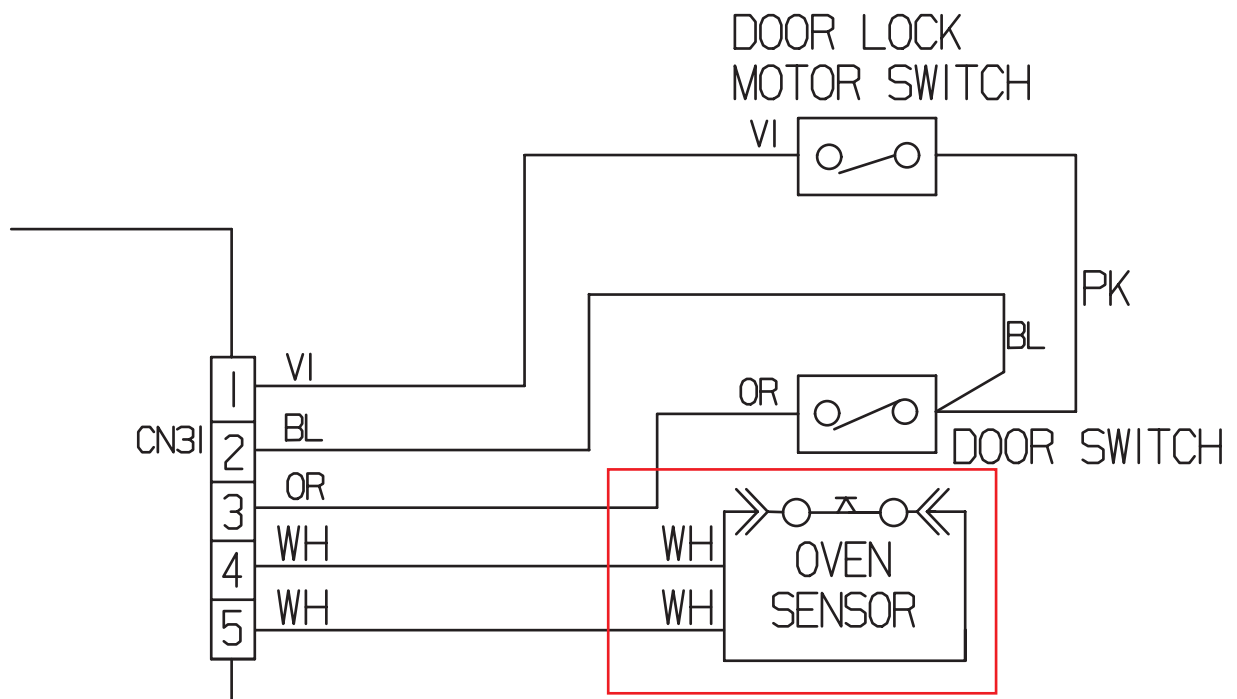 DOOR LOCK
MOTOR SWITCH
VI
PK
BL
VI
OR
1
CN31
BL
2
DOOR SWITCH
OR
3
WH
WH
4
OVEN
SENSOR
WH
WH
5